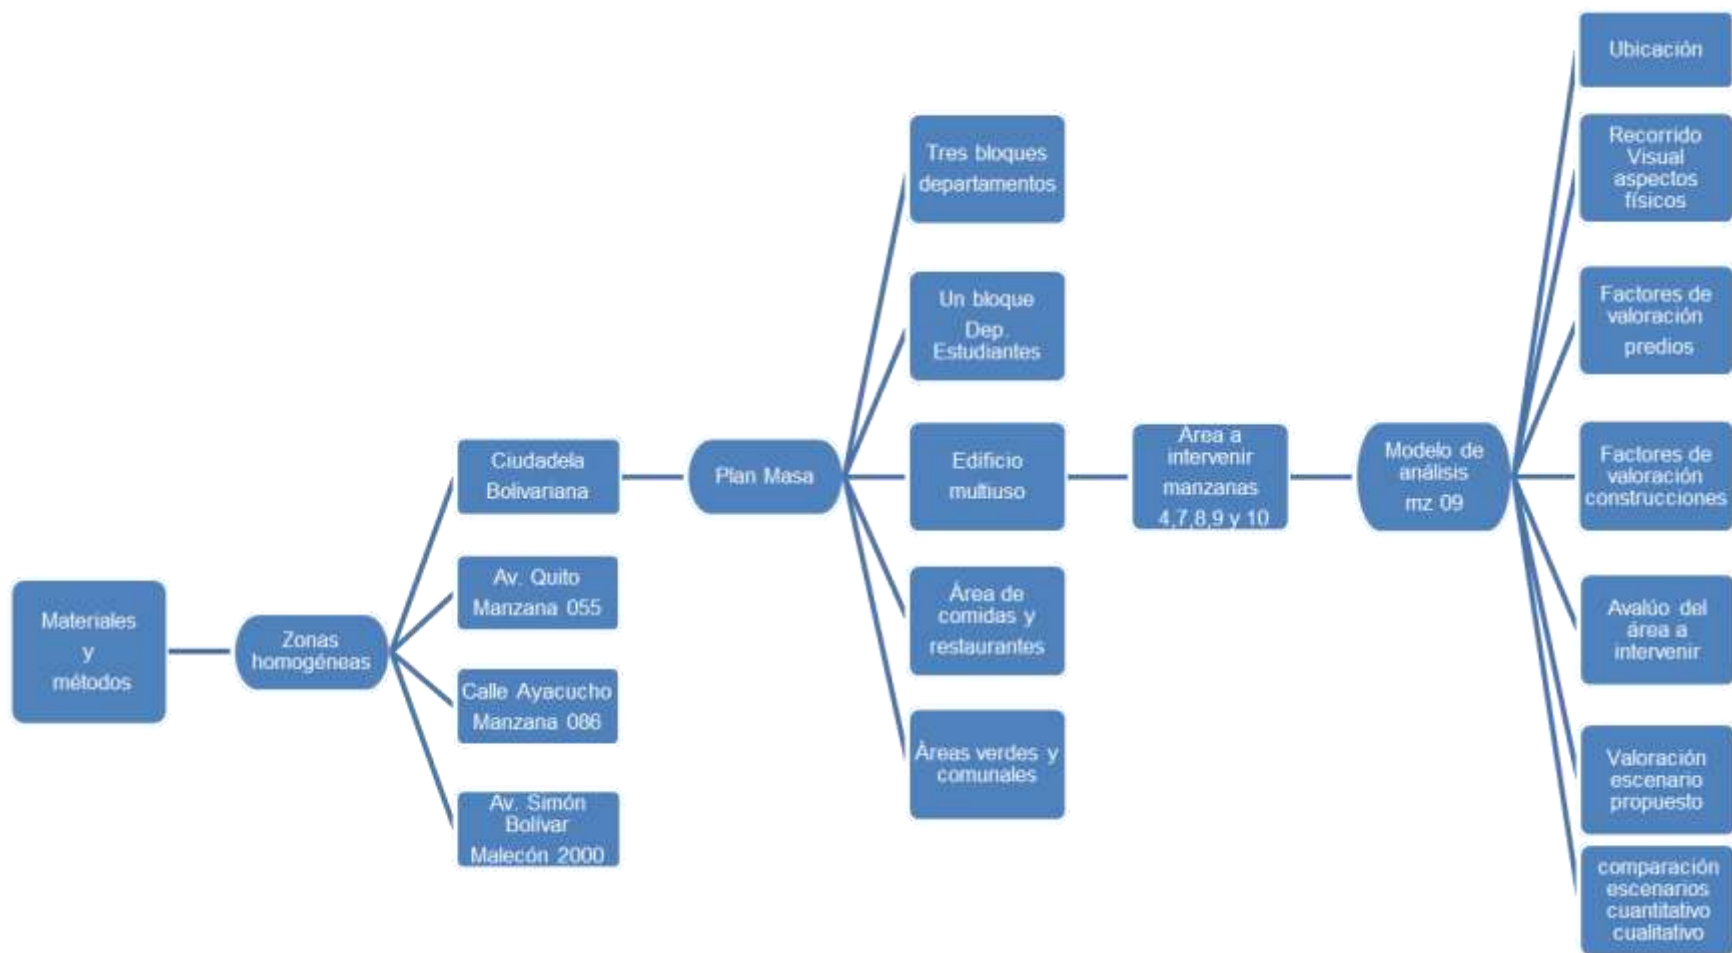 Materiales
y
métodos
Zonas
homogéneas
Ciudadela
Bolivariana
Av. Quito
Manzana 055
Calle Ayacucho
Manzana 086
Av. Simón
Bolívar
Malecón 2000
Plan Masa
Tres bloques
departamentos
Un bloque
Dep.
Estudiantes
Edificio
multiuso
Área de
comidas y
restaurantes
Áreas verdes y
comunales
Área a
intervenir
manzanas
4,7,8,9 y 10
Modelo de
análisis
mz 09
Ubicación
Recorrido
Visual
aspectos
físicos
Factores de
valoración
predios
Factores de
valoración
construcciones
Avalúo del
área a
intervenir
Valoración
escenario
propuesto
comparación
escenarios
cuantitativo
cualitativo